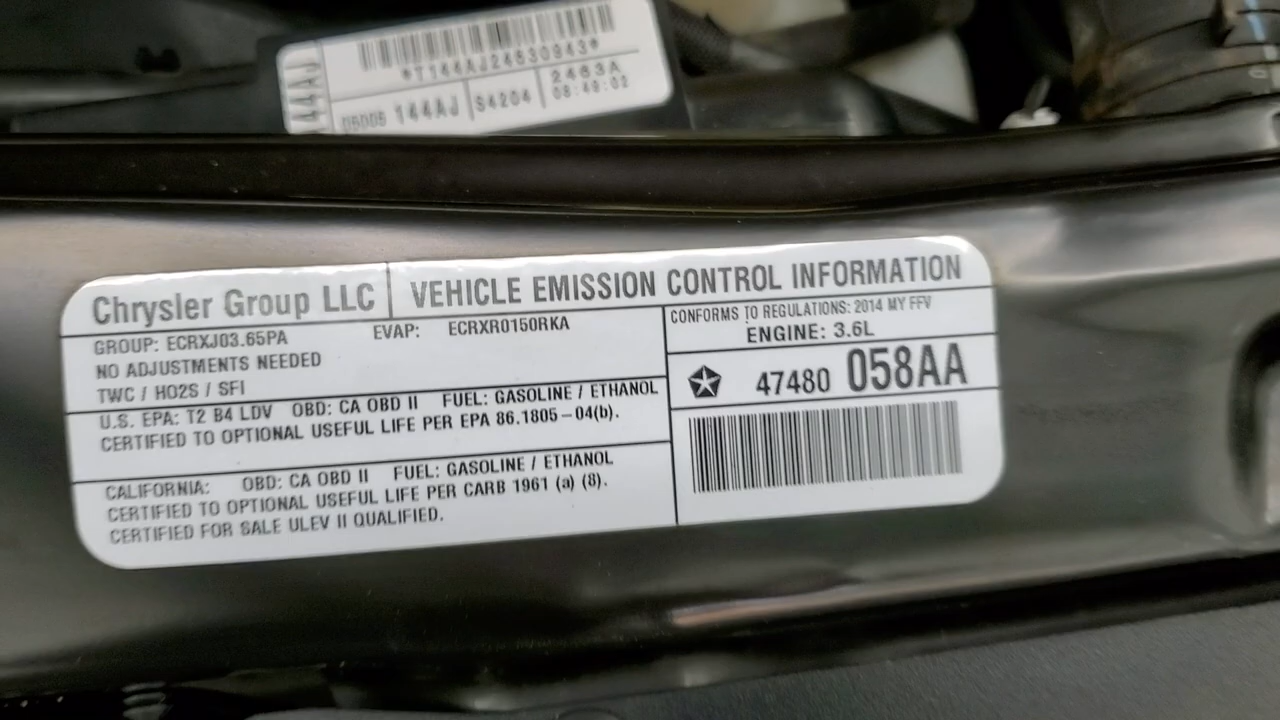 *T144AJ24630943*
144AJ S4204 2463A
08:49:02
Chrysler Group LLC VEHICLE EMISSION CONTROL INFORMATION
GROUP: ECRXJ03.65PA EVAP: ECRXR0150RKA
NO ADJUSTMENTS NEEDED
TWC / HO2S / SFI
U.S. EPA: T2 B4 LDV OBD: CA OBD II FUEL: GASOLINE / ETHANOL
CERTIFIED TO OPTIONAL USEFUL LIFE PER EPA 86.1805-04(b).
CALIFORNIA: OBD: CA OBD II FUEL: GASOLINE / ETHANOL
CERTIFIED TO OPTIONAL USEFUL LIFE PER CARB 1961 (a) (8).
CERTIFIED FOR SALE ULEV II QUALIFIED.
CONFORMS TO REGULATIONS: 2014 MY FFV
ENGINE: 3.6L
47480 058AA